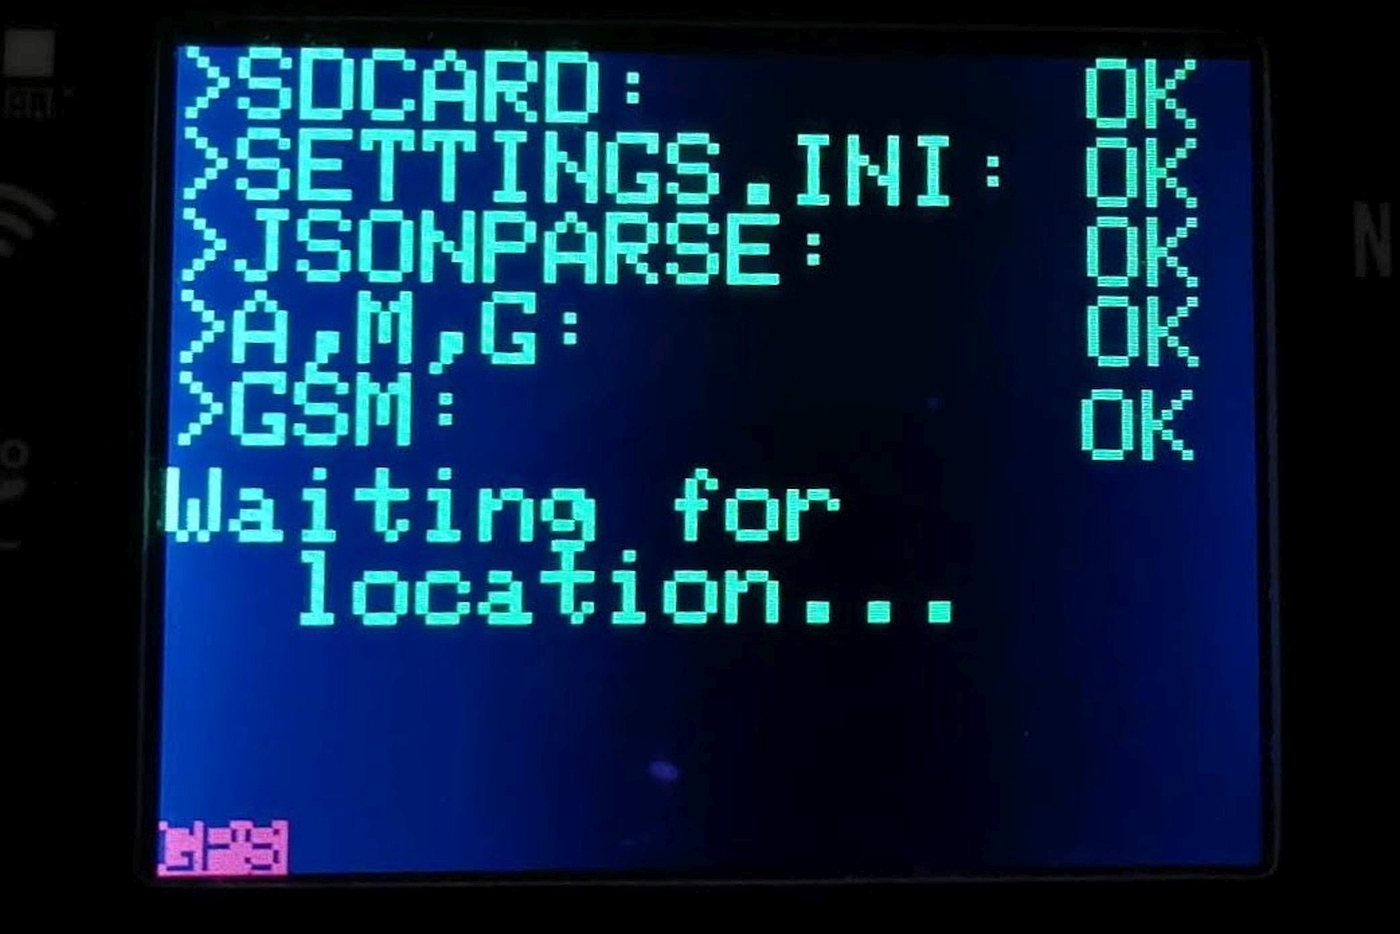 >SDCARD: OK
>SETTINGS.INI: OK
>JSONPARSE: OK
>A,M,G: OK
>GSM: OK
Waiting for
location...
GPS
N